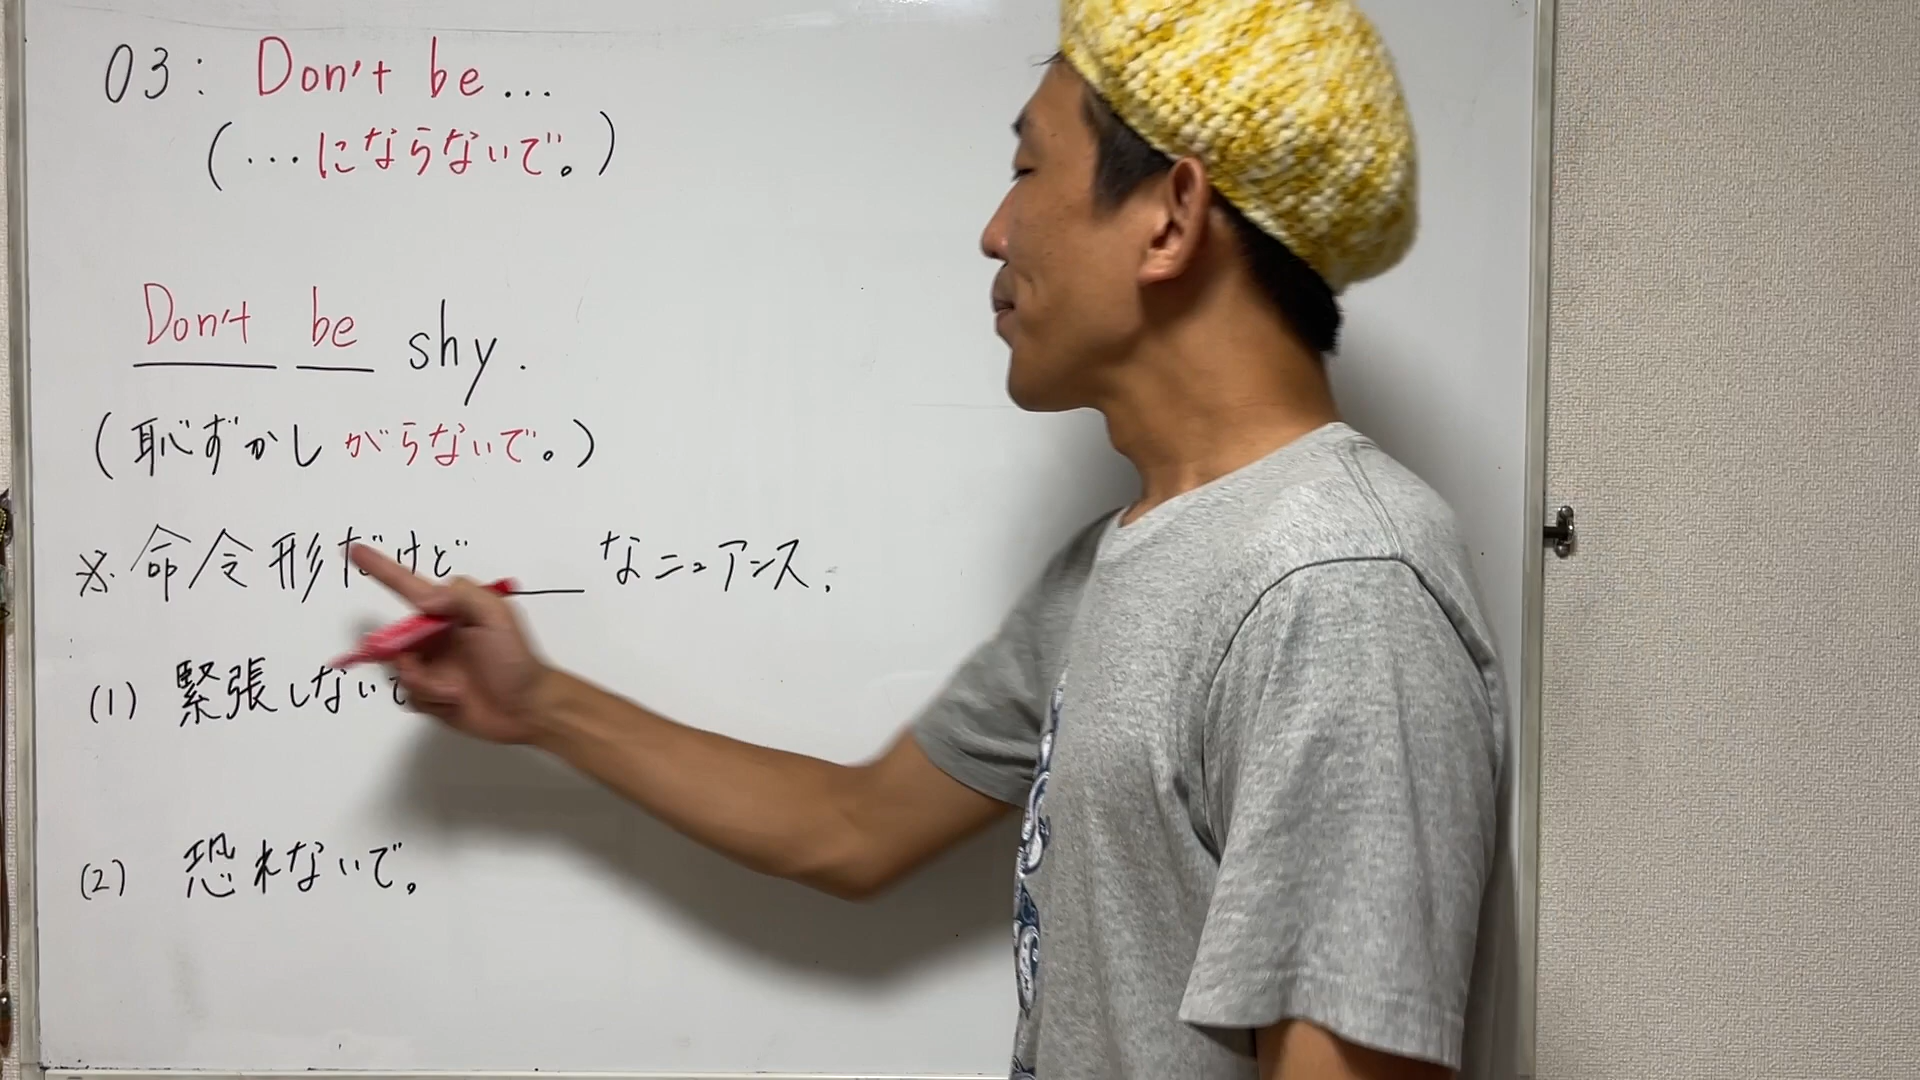 03: Don't be...
(...にならないで。)
Don't be shy.
(恥ずかしがらないで。)
※命令形だけど ___ なニュアンス.
(1) 緊張しない
(2) 恐れないで。